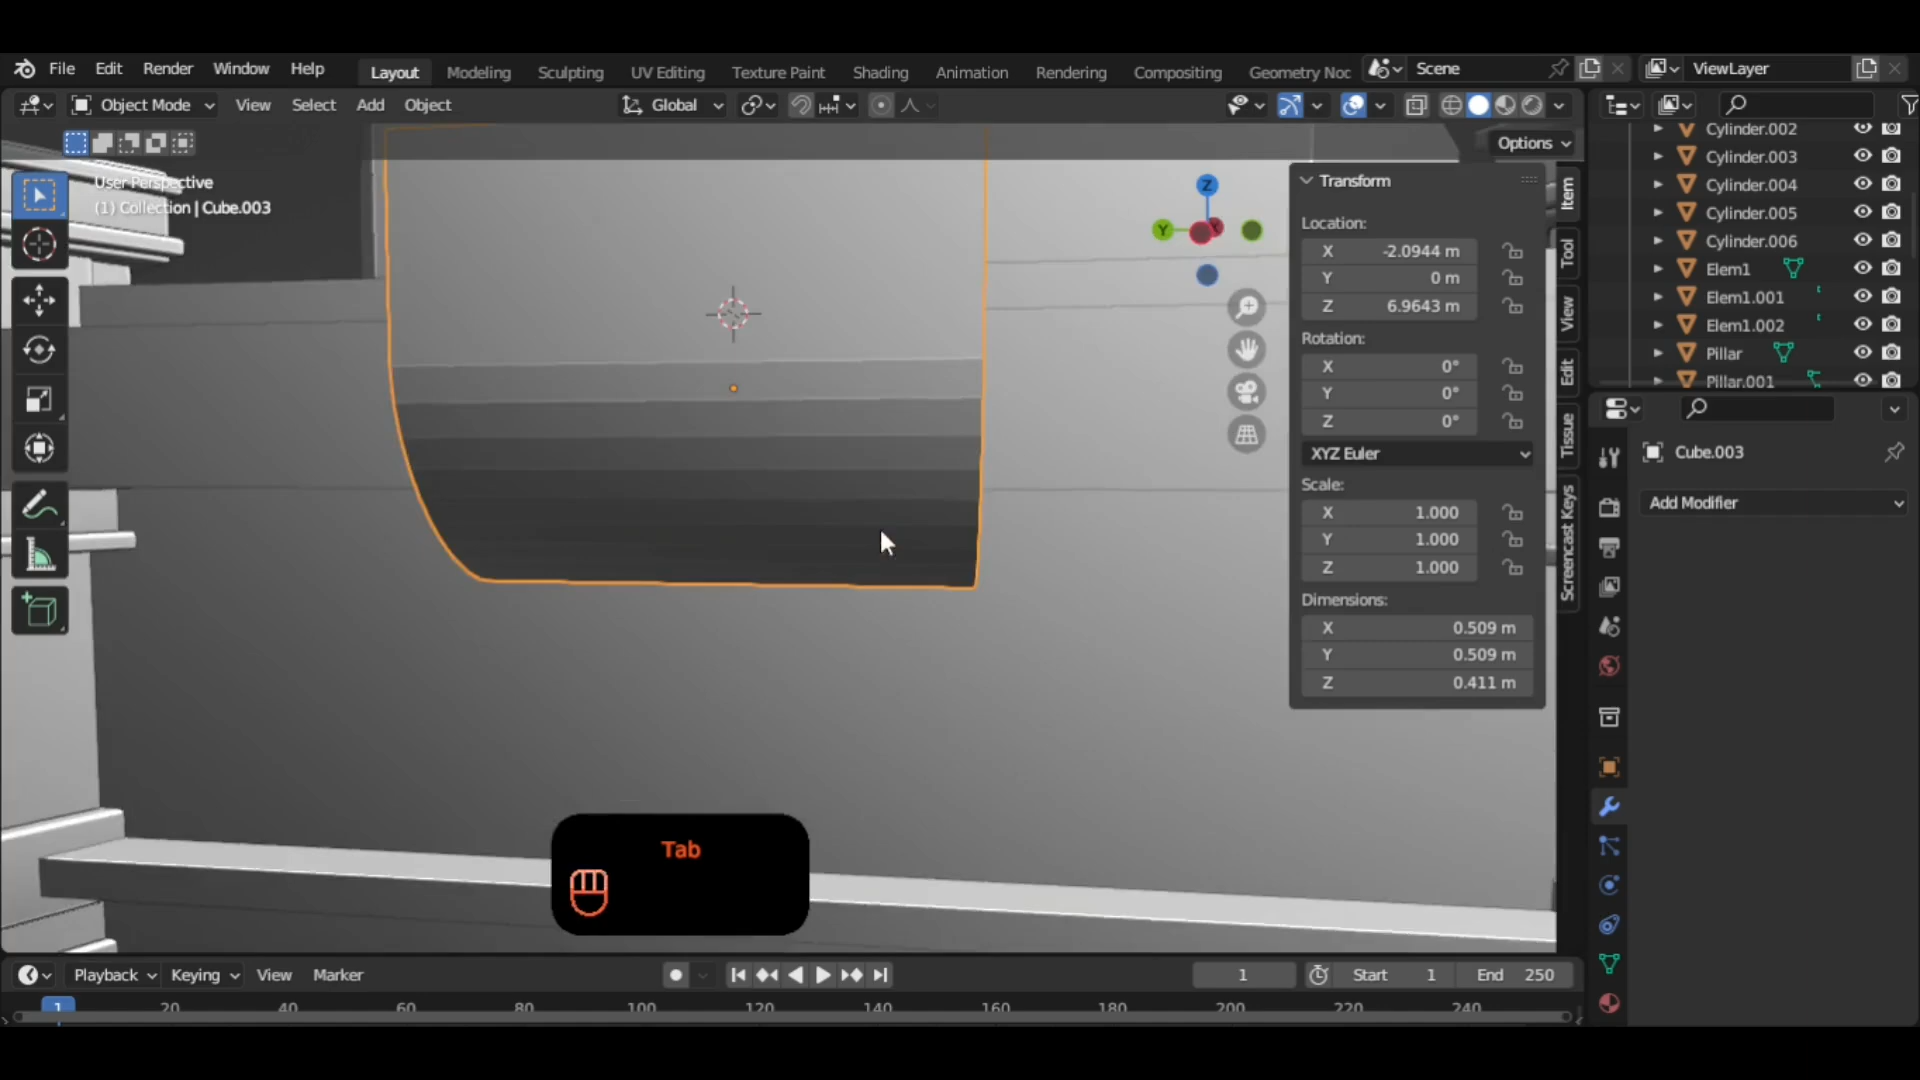 File Edit Render Window Help Layout Modeling Sculpting UV Editing Texture Paint Shading Animation Rendering Compositing Geometry Noc Scene ViewLayer
Object Mode View Select Add Object Global
Options
User Perspective
(1) Collection | Cube.003
Z
Y
Transform
Location:
X -2.0944 m
Y 0 m
Z 6.9643 m
Rotation:
X 0°
Y 0°
Z 0°
XYZ Euler
Scale:
X 1.000
Y 1.000
Z 1.000
Dimensions:
X 0.509 m
Y 0.509 m
Z 0.411 m
Item
Tool
View
Edit
Tissue
Screencast Keys
Cylinder.002
Cylinder.003
Cylinder.004
Cylinder.005
Cylinder.006
Elem1
Elem1.001
Elem1.002
Pillar
Pillar.001
Cube.003
Add Modifier
Tab
Playback Keying View Marker 1 Start 1 End 250
1 20 40 60 80 100 120 140 160 180 200 220 240